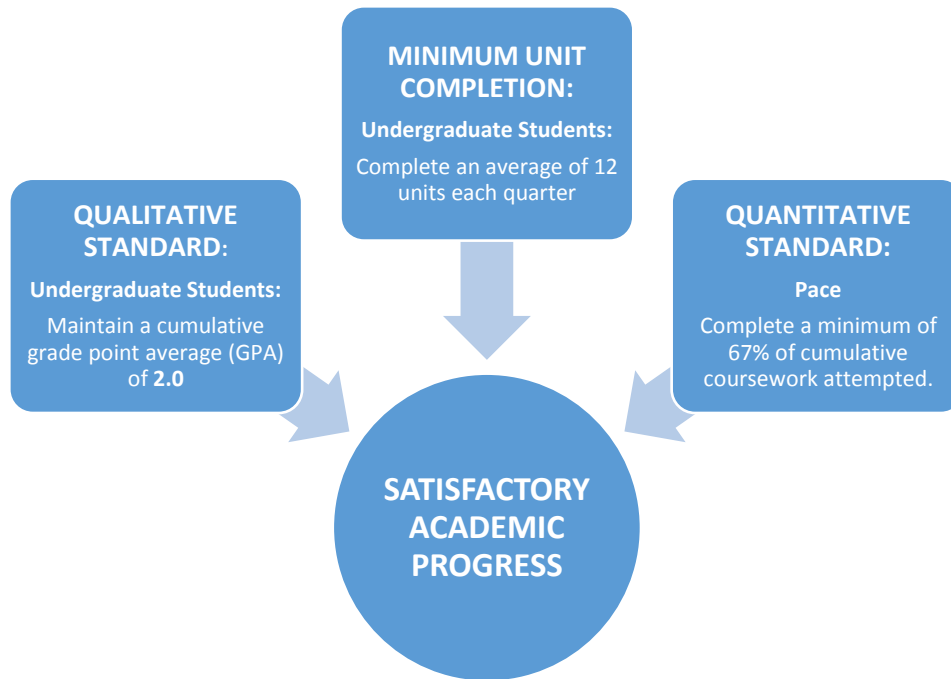 MINIMUM UNIT
COMPLETION:
Undergraduate Students:
Complete an average of 12
units each quarter
QUALITATIVE
STANDARD:
Undergraduate Students:
Maintain a cumulative
grade point average (GPA)
of 2.0
QUANTITATIVE
STANDARD:
Pace
Complete a minimum of
67% of cumulative
coursework attempted.
SATISFACTORY
ACADEMIC
PROGRESS